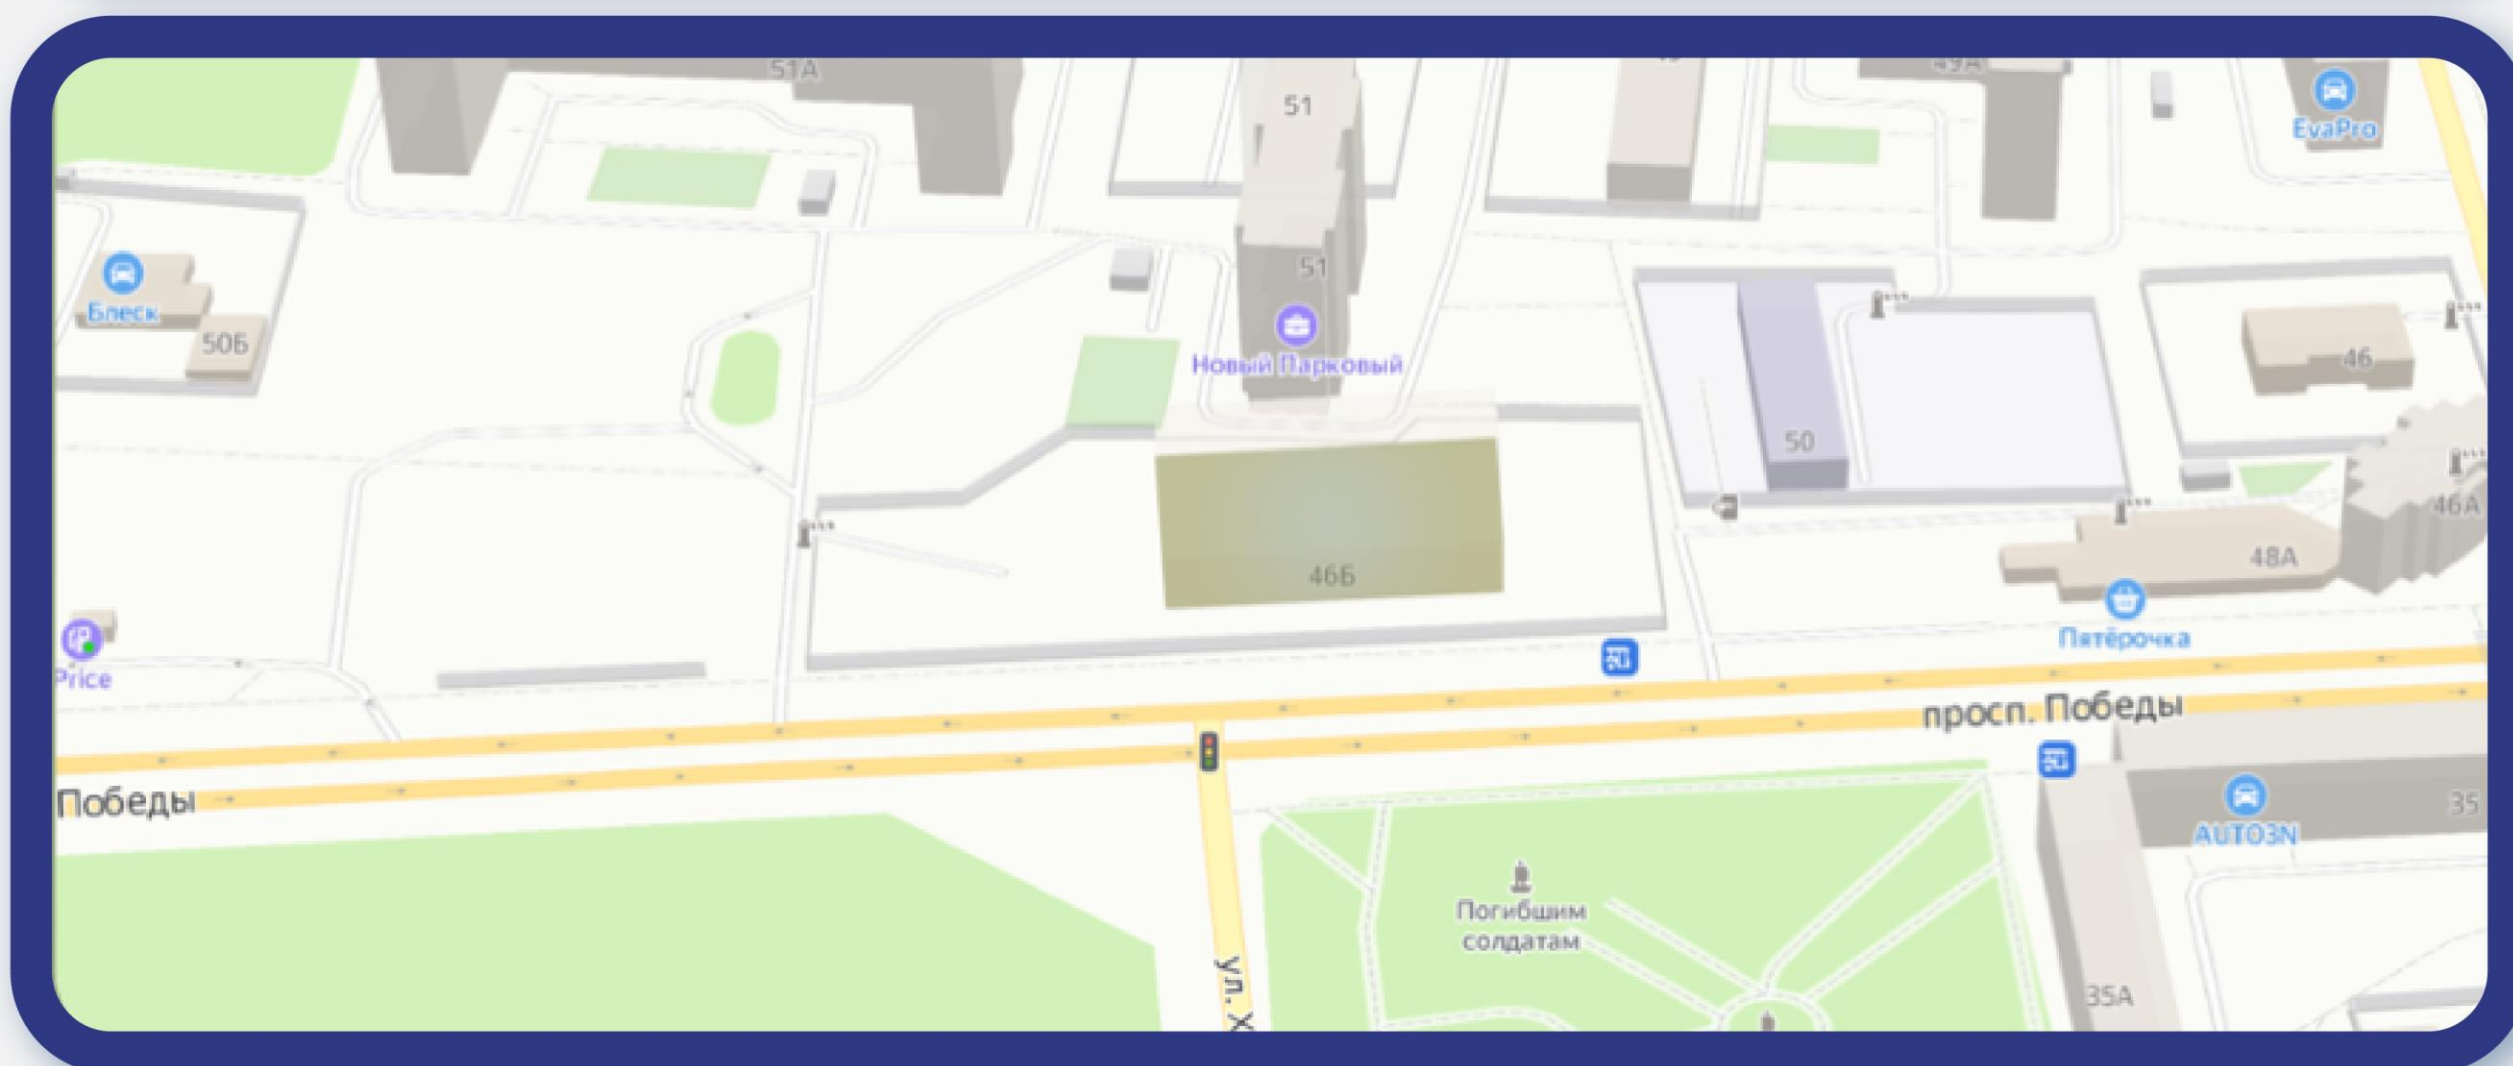 51А
51
49А
EvaPro
51
Блеск
50Б
Новый Парковый
50
46
46А
48А
46Б
Пятёрочка
Price
просп. Победы
Победы
AUTO3N
35
Погибшим
солдатам
ул. Х
35А